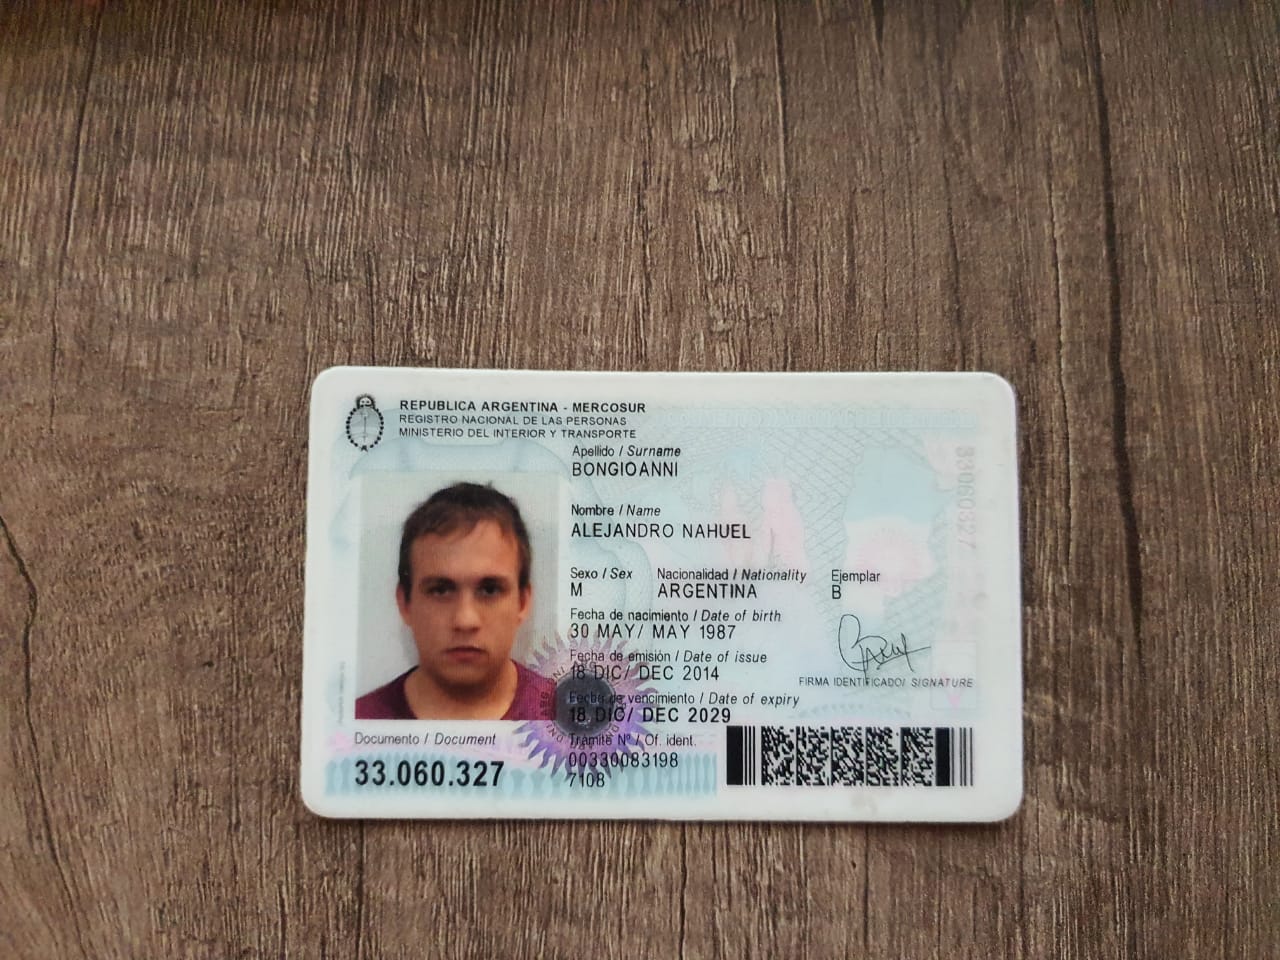 REPUBLICA ARGENTINA - MERCOSUR
REGISTRO NACIONAL DE LAS PERSONAS
MINISTERIO DEL INTERIOR Y TRANSPORTE
Apellido / Surname
BONGIOANNI
Nombre / Name
ALEJANDRO NAHUEL
Sexo / Sex Nacionalidad / Nationality Ejemplar
M ARGENTINA B
Fecha de nacimiento / Date of birth
30 MAY/ MAY 1987
Fecha de emisión / Date of issue
18 DIC/ DEC 2014
FIRMA IDENTIFICADO/ SIGNATURE
Fecha de vencimiento / Date of expiry
18 DIC/ DEC 2029
Documento / Document
33.060.327
Trámite Nº / Of. ident.
00330083198
7108
33060327